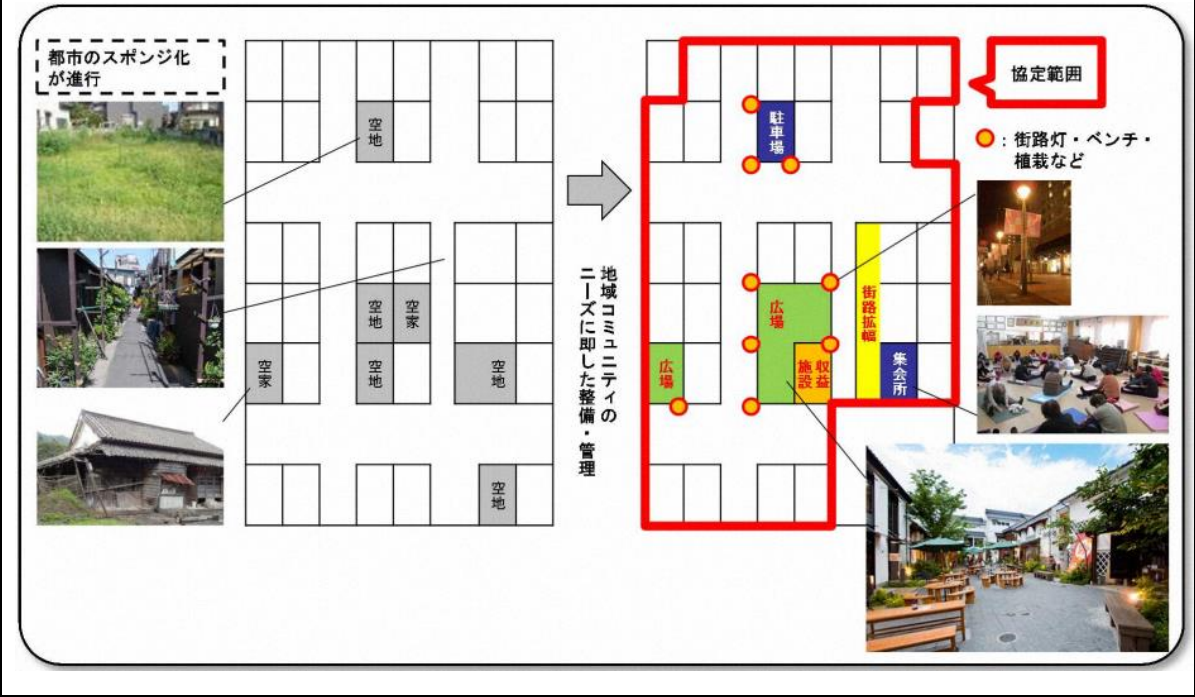 都市のスポンジ化
が進行
空地
空地
空家
空家
空地
空地
空地
地域コミュニティの
ニーズに即した整備・管理
協定範囲
：街路灯・ベンチ・
植栽など
駐車場
広場
街路拡幅
広場
収益
施設
集会所